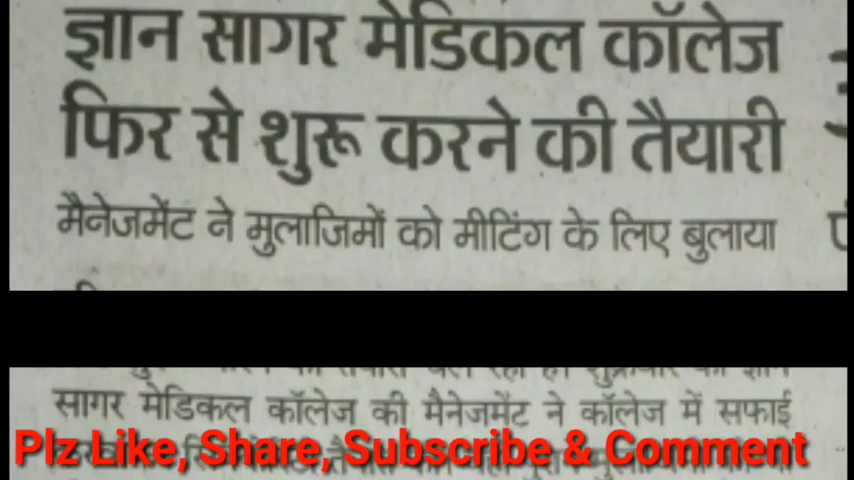 ज्ञान सागर मेडिकल कॉलेज
फिर से शुरू करने की तैयारी
मैनेजमेंट ने मुलाजिमों को मीटिंग के लिए बुलाया
सागर मेडिकल कॉलेज की मैनेजमेंट ने कॉलेज में सफाई
Plz Like, Share, Subscribe & Comment